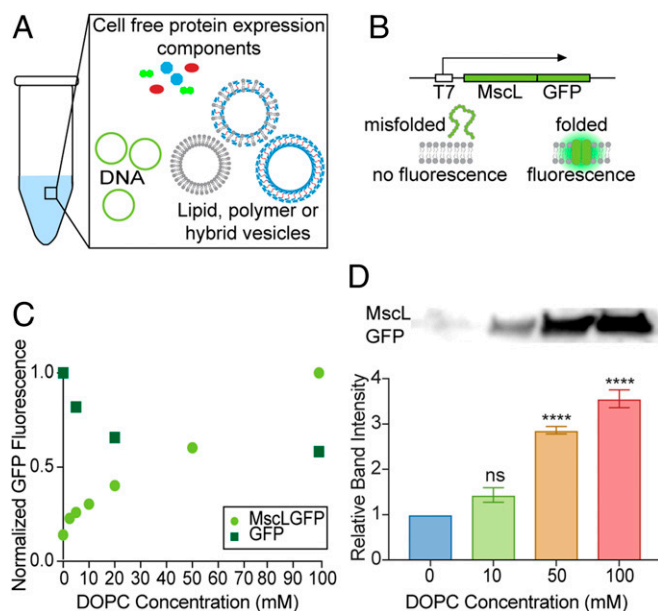 A
Cell free protein expression
components
DNA
Lipid, polymer or
hybrid vesicles
B
T7 MscL GFP
misfolded folded
no fluorescence fluorescence
C
Normalized GFP Fluorescence
1.0
0.5
0.0
MscLGFP
GFP
0 10 20 30 40 50 60 70 80 90 100
DOPC Concentration (mM)
D
MscL
GFP
Relative Band Intensity
4
3
2
1
0
ns
****
****
0 10 50 100
DOPC Concentration (mM)